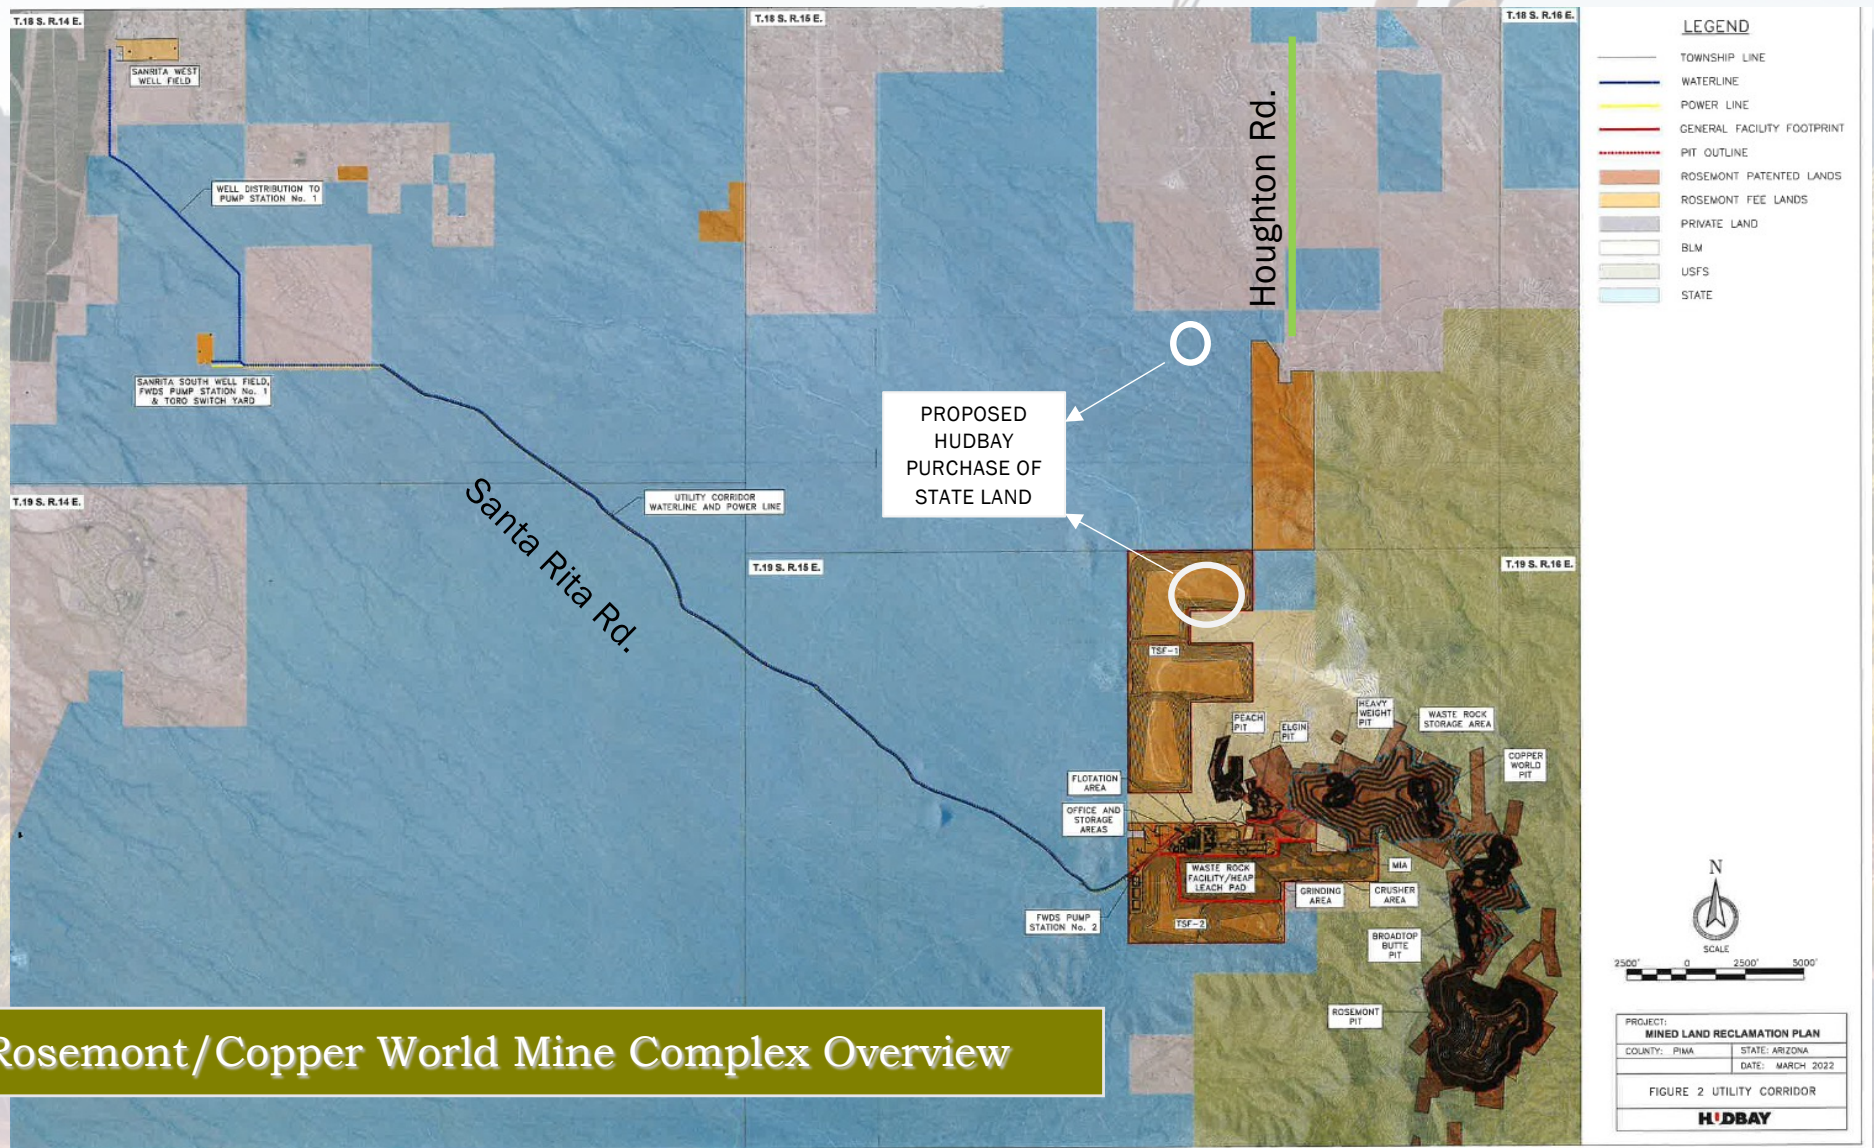 T.18 S. R.14 E.
T.18 S. R.15 E.
T.18 S. R.16 E.
SANRITA WEST
WELL FIELD
WELL DISTRIBUTION TO
PUMP STATION No. 1
SANRITA SOUTH WELL FIELD,
FWDS PUMP STATION No. 1
& TORO SWITCH YARD
Houghton Rd.
PROPOSED
HUDBAY
PURCHASE OF
STATE LAND
T.19 S. R.14 E.
UTILITY CORRIDOR
WATERLINE AND POWER LINE
Santa Rita Rd.
T.19 S. R.15 E.
T.19 S. R.16 E.
TSF-1
PEACH
PIT
ELGIN
PIT
HEAVY
WEIGHT
PIT
WASTE ROCK
STORAGE AREA
COPPER
WORLD
PIT
FLOTATION
AREA
OFFICE AND
STORAGE
AREAS
WASTE ROCK
FACILITY/HEAP
LEACH PAD
MIA
GRINDING
AREA
CRUSHER
AREA
FWDS PUMP
STATION No. 2
TSF-2
BROADTOP
BUTTE
PIT
ROSEMONT
PIT
Rosemont/Copper World Mine Complex Overview
LEGEND
TOWNSHIP LINE
WATERLINE
POWER LINE
GENERAL FACILITY FOOTPRINT
PIT OUTLINE
ROSEMONT PATENTED LANDS
ROSEMONT FEE LANDS
PRIVATE LAND
BLM
USFS
STATE
N
SCALE
2500' 0 2500' 5000'
PROJECT:
MINED LAND RECLAMATION PLAN
COUNTY: PIMA STATE: ARIZONA
DATE: MARCH 2022
FIGURE 2 UTILITY CORRIDOR
HUDBAY